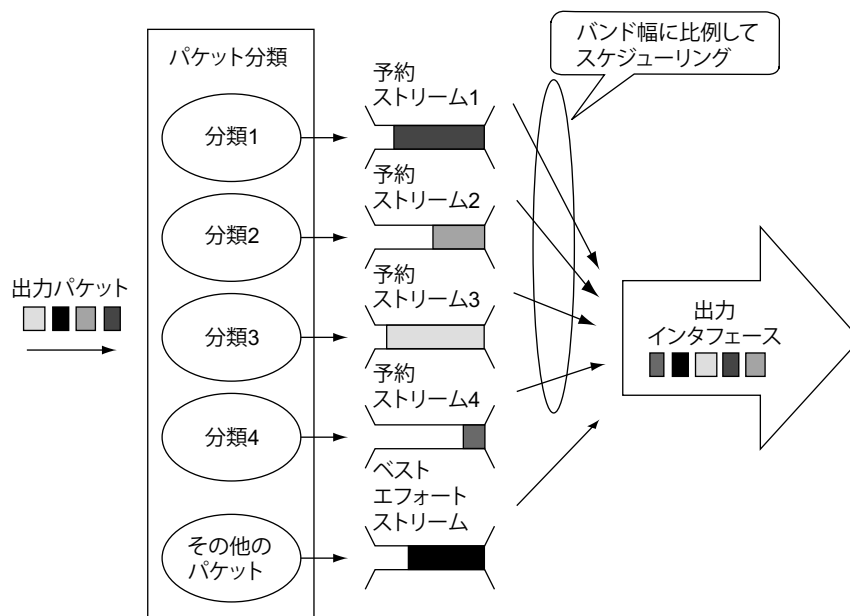 バンド幅に比例して
スケジューリング
パケット分類
予約
ストリーム1
分類1
予約
ストリーム2
分類2
出力パケット
予約
ストリーム3
分類3
出力
インタフェース
予約
ストリーム4
分類4
ベスト
エフォート
ストリーム
その他の
パケット